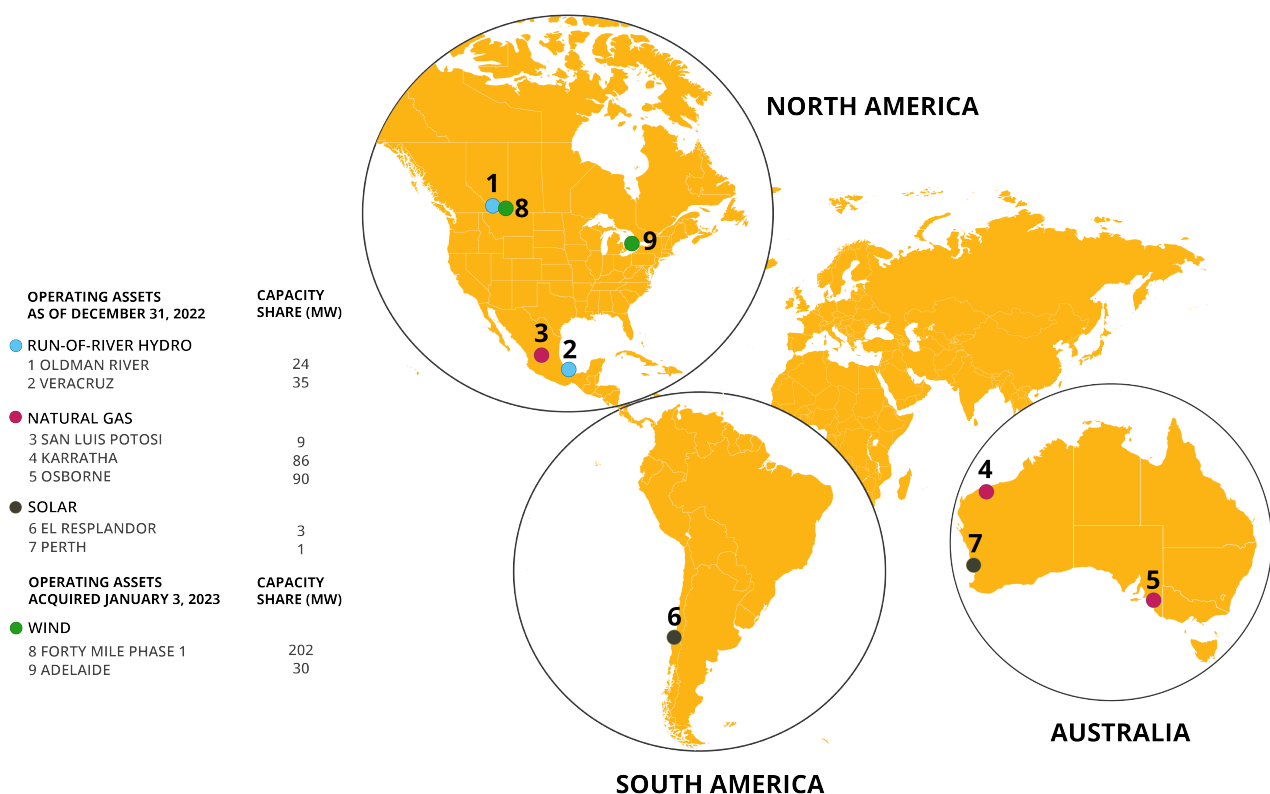 NORTH AMERICA
1
8
9
3
2
OPERATING ASSETS
AS OF DECEMBER 31, 2022
CAPACITY
SHARE (MW)
RUN-OF-RIVER HYDRO
1 OLDMAN RIVER 24
2 VERACRUZ 35
NATURAL GAS
3 SAN LUIS POTOSI 9
4 KARRATHA 86
5 OSBORNE 90
SOLAR
6 EL RESPLANDOR 3
7 PERTH 1
OPERATING ASSETS
ACQUIRED JANUARY 3, 2023
CAPACITY
SHARE (MW)
WIND
8 FORTY MILE PHASE 1 202
9 ADELAIDE 30
4
7
5
6
AUSTRALIA
SOUTH AMERICA